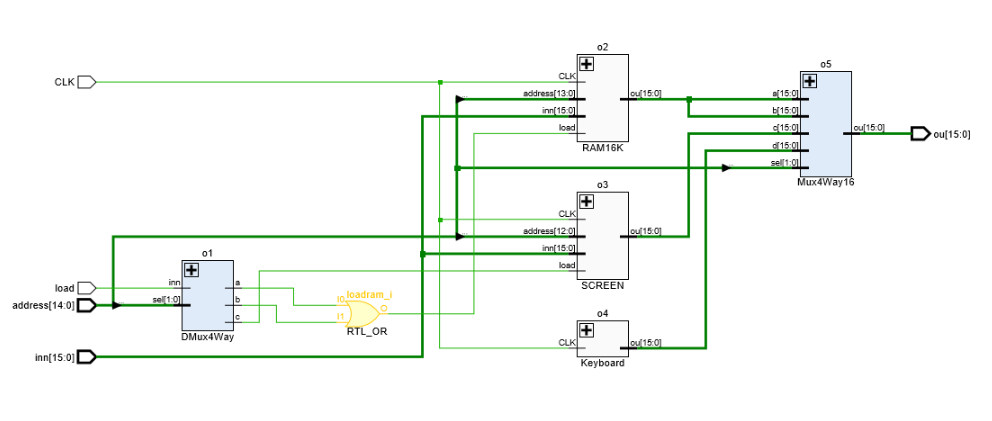 CLK
load
address[14:0]
inn[15:0]
o1
inn
sel[1:0]
a
b
c
DMux4Way
loadram_i
I0
I1
O
RTL_OR
o2
CLK
address[13:0]
inn[15:0]
load
ou[15:0]
RAM16K
o3
CLK
address[12:0]
inn[15:0]
load
ou[15:0]
SCREEN
o4
CLK
ou[15:0]
Keyboard
o5
a[15:0]
b[15:0]
c[15:0]
d[15:0]
sel[1:0]
ou[15:0]
Mux4Way16
ou[15:0]